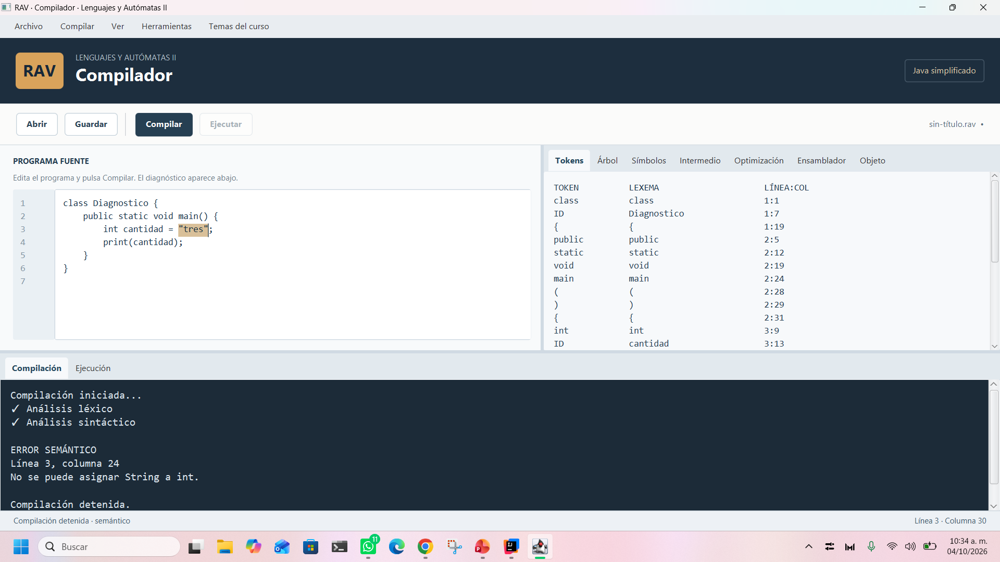 RAV · Compilador · Lenguajes y Autómatas II
Archivo Compilar Ver Herramientas Temas del curso
RAV
LENGUAJES Y AUTÓMATAS II
Compilador
Java simplificado
Abrir Guardar Compilar Ejecutar
sin-título.rav •
PROGRAMA FUENTE
Edita el programa y pulsa Compilar. El diagnóstico aparece abajo.
1 class Diagnostico {
2     public static void main() {
3         int cantidad = "tres";
4         print(cantidad);
5     }
6 }
7
Tokens Árbol Símbolos Intermedio Optimización Ensamblador Objeto
TOKEN LEXEMA LÍNEA:COL
class class 1:1
ID Diagnostico 1:7
{ { 1:19
public public 2:5
static static 2:12
void void 2:19
main main 2:24
( ( 2:28
) ) 2:29
{ { 2:31
int int 3:9
ID cantidad 3:13
Compilación Ejecución
Compilación iniciada...
✓ Análisis léxico
✓ Análisis sintáctico
ERROR SEMÁNTICO
Línea 3, columna 24
No se puede asignar String a int.
Compilación detenida.
Compilación detenida · semántico
Línea 3 · Columna 30
Buscar
11
10:34 a. m.
04/10/2026